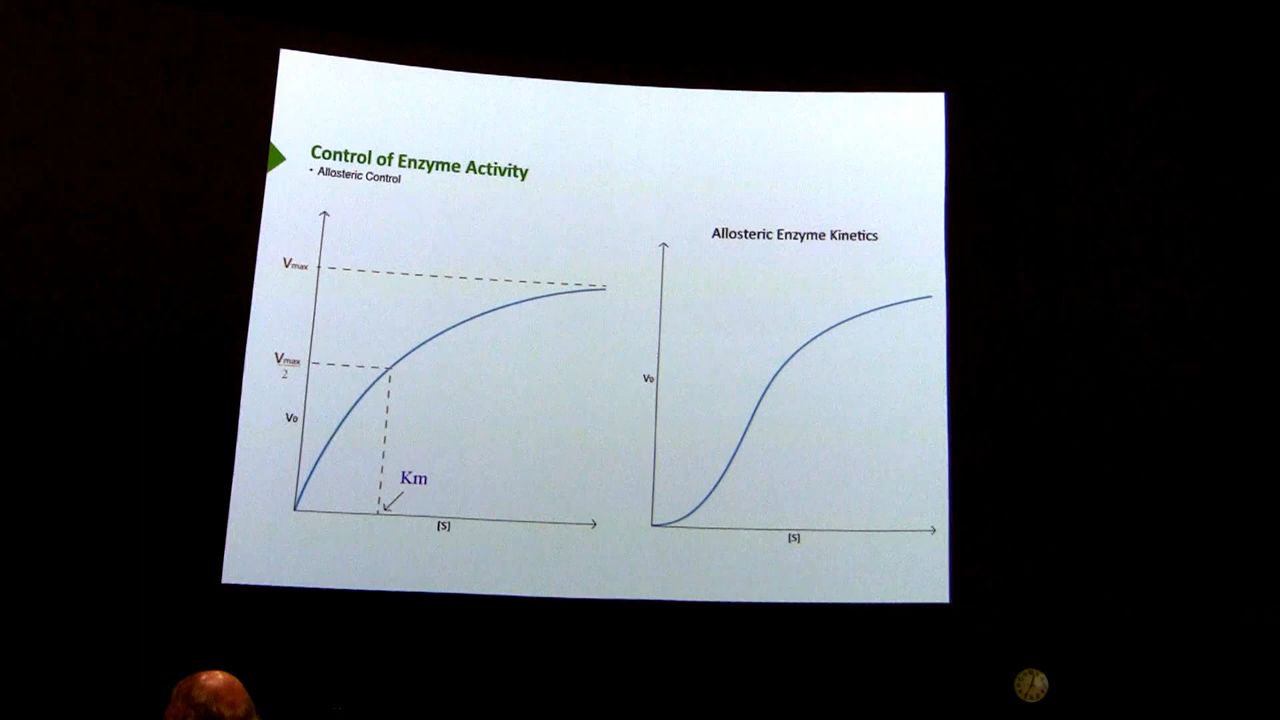 Control of Enzyme Activity
• Allosteric Control
Vmax
Vmax
2
V₀
Km
[S]
Allosteric Enzyme Kinetics
V₀
[S]